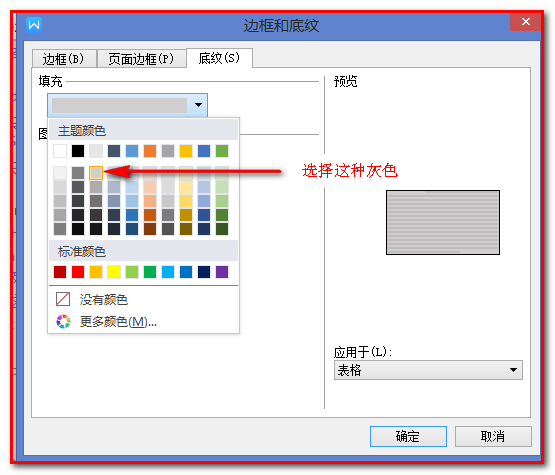 边框和底纹
边框(B)
页面边框(P)
底纹(S)
填充
预览
主题颜色
图
选择这种灰色
标准颜色
没有颜色
更多颜色(M)...
应用于(L):
表格
确定
取消